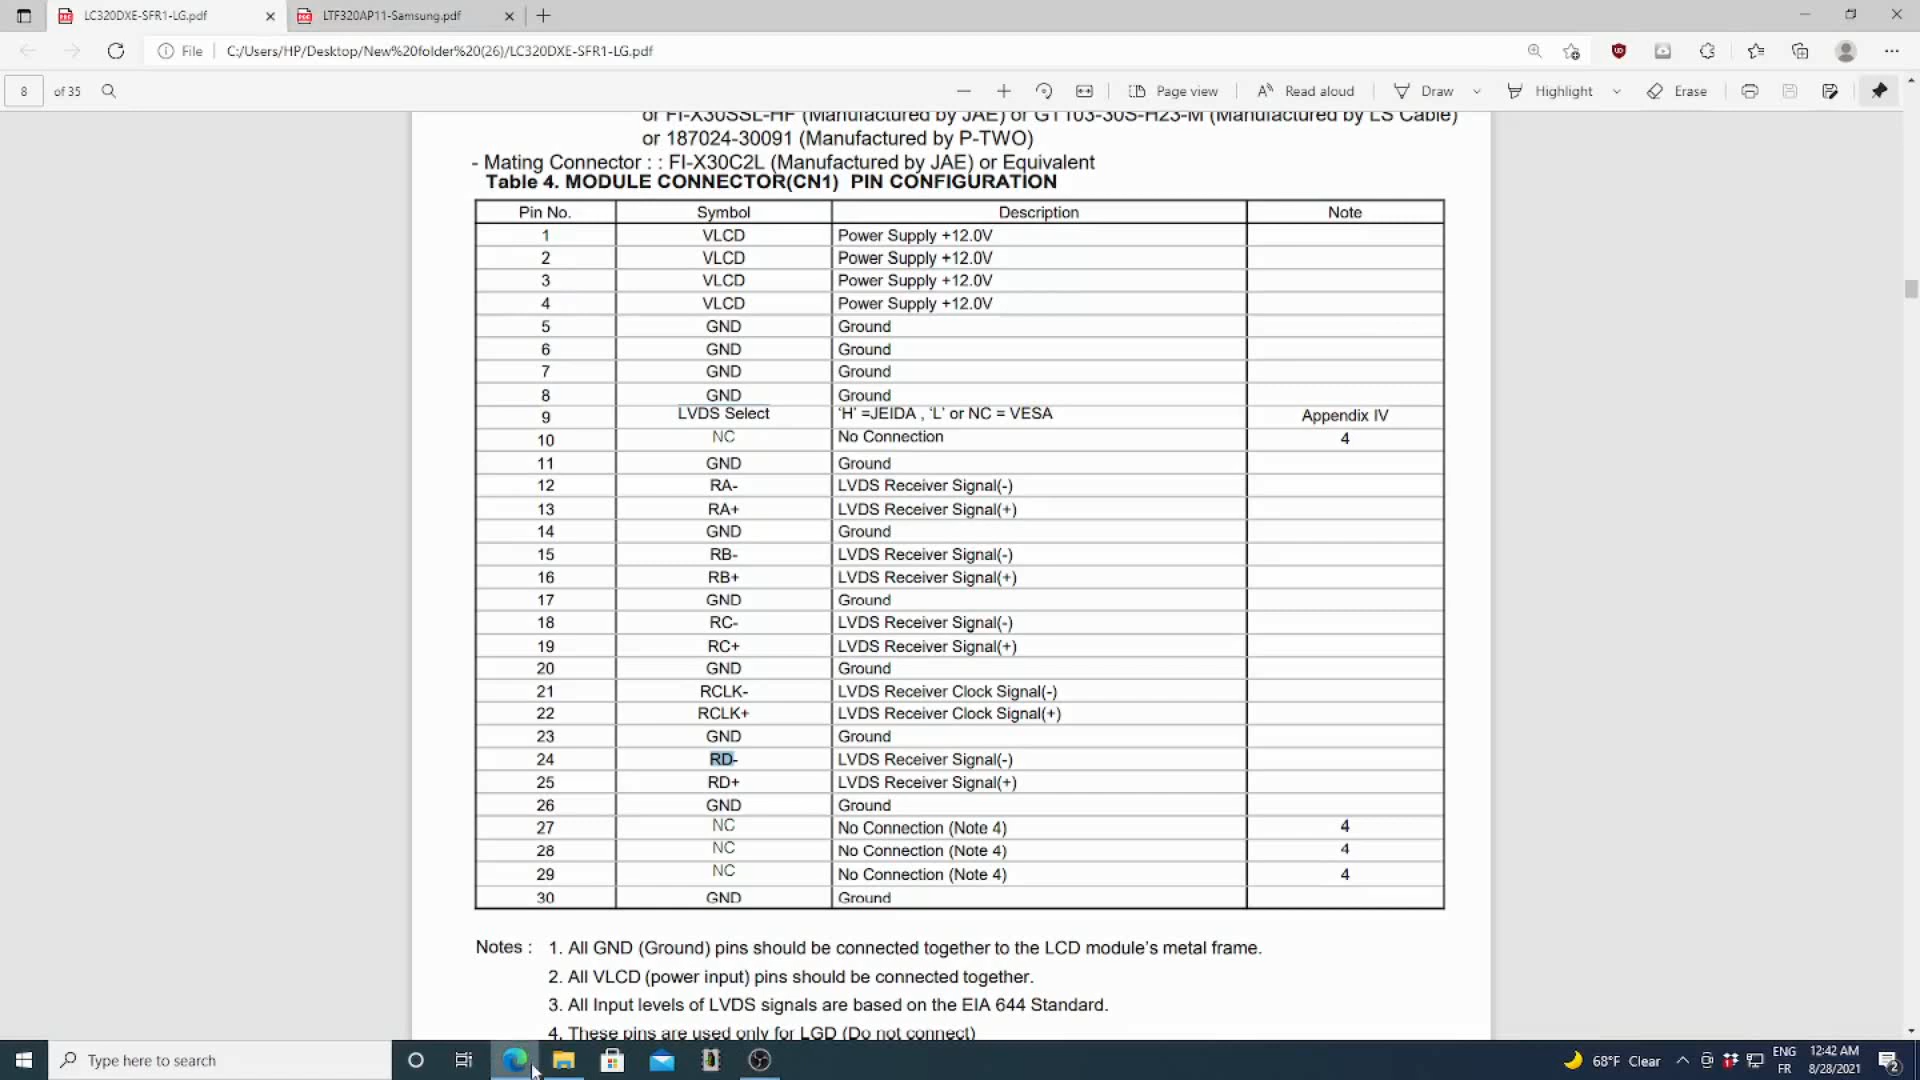 LC320DXE-SFR1-LG.pdf
LTF320AP11-Samsung.pdf
File C:/Users/HP/Desktop/New%20folder%20(26)/LC320DXE-SFR1-LG.pdf
8 of 35 Page view Read aloud Draw Highlight Erase
or FI-X30SSL-HF (Manufactured by JAE) or GT103-30S-H23-M (Manufactured by LS Cable)
or 187024-30091 (Manufactured by P-TWO)
- Mating Connector : : FI-X30C2L (Manufactured by JAE) or Equivalent
Table 4. MODULE CONNECTOR(CN1) PIN CONFIGURATION
Pin No. Symbol Description Note
1 VLCD Power Supply +12.0V
2 VLCD Power Supply +12.0V
3 VLCD Power Supply +12.0V
4 VLCD Power Supply +12.0V
5 GND Ground
6 GND Ground
7 GND Ground
8 GND Ground
9 LVDS Select ‘H’ =JEIDA , ‘L’ or NC = VESA Appendix IV
10 NC No Connection 4
11 GND Ground
12 RA- LVDS Receiver Signal(-)
13 RA+ LVDS Receiver Signal(+)
14 GND Ground
15 RB- LVDS Receiver Signal(-)
16 RB+ LVDS Receiver Signal(+)
17 GND Ground
18 RC- LVDS Receiver Signal(-)
19 RC+ LVDS Receiver Signal(+)
20 GND Ground
21 RCLK- LVDS Receiver Clock Signal(-)
22 RCLK+ LVDS Receiver Clock Signal(+)
23 GND Ground
24 RD- LVDS Receiver Signal(-)
25 RD+ LVDS Receiver Signal(+)
26 GND Ground
27 NC No Connection (Note 4) 4
28 NC No Connection (Note 4) 4
29 NC No Connection (Note 4) 4
30 GND Ground
Notes : 1. All GND (Ground) pins should be connected together to the LCD module’s metal frame.
2. All VLCD (power input) pins should be connected together.
3. All Input levels of LVDS signals are based on the EIA 644 Standard.
4. These pins are used only for LGD (Do not connect)
Type here to search
68°F Clear
ENG
FR
12:42 AM
8/28/2021
2